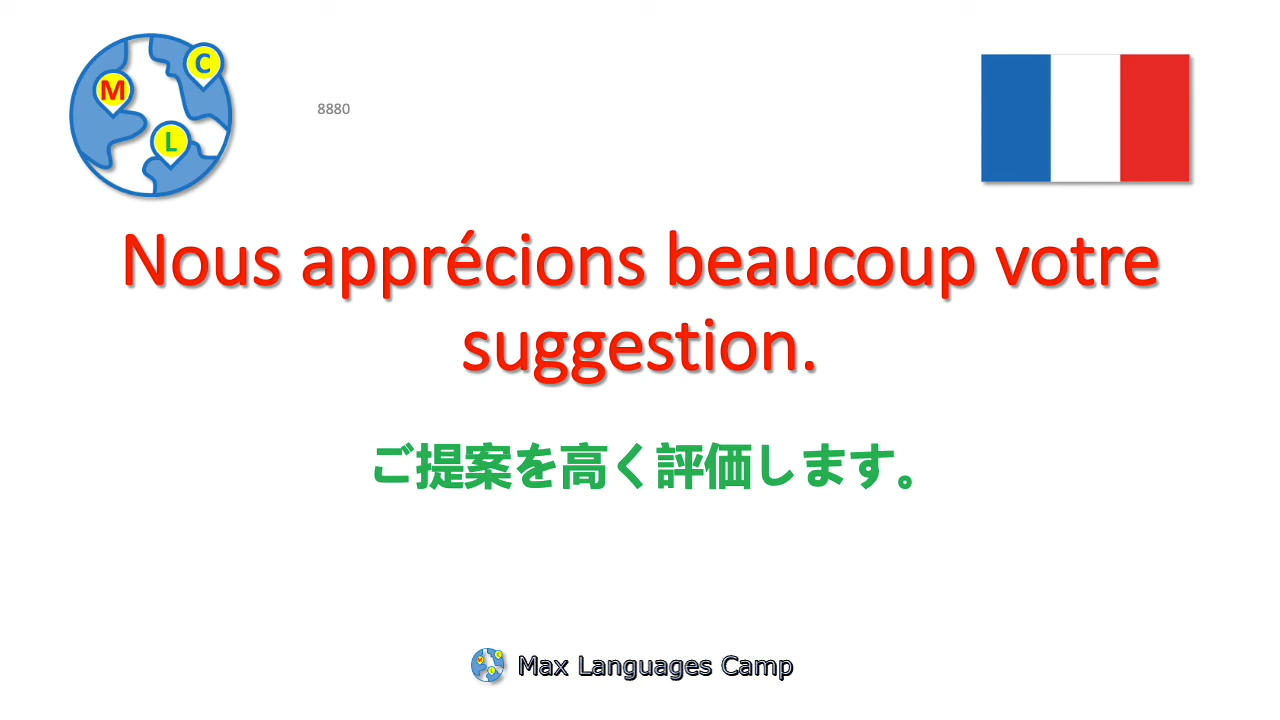 M
C
L
8880
Nous apprécions beaucoup votre
suggestion.
ご提案を高く評価します。
Max Languages Camp